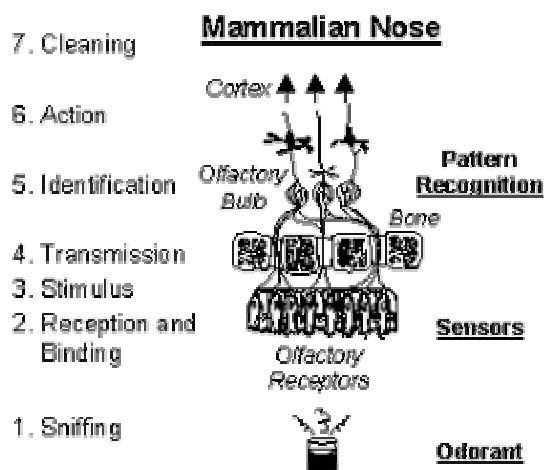 Mammalian Nose
7. Cleaning
Cortex
6. Action
Pattern
Recognition
5. Identification
Olfactory
Bulb
Bone
4. Transmission
3. Stimulus
2. Reception and
Binding
Sensors
Olfactory
Receptors
1. Sniffing
Odorant